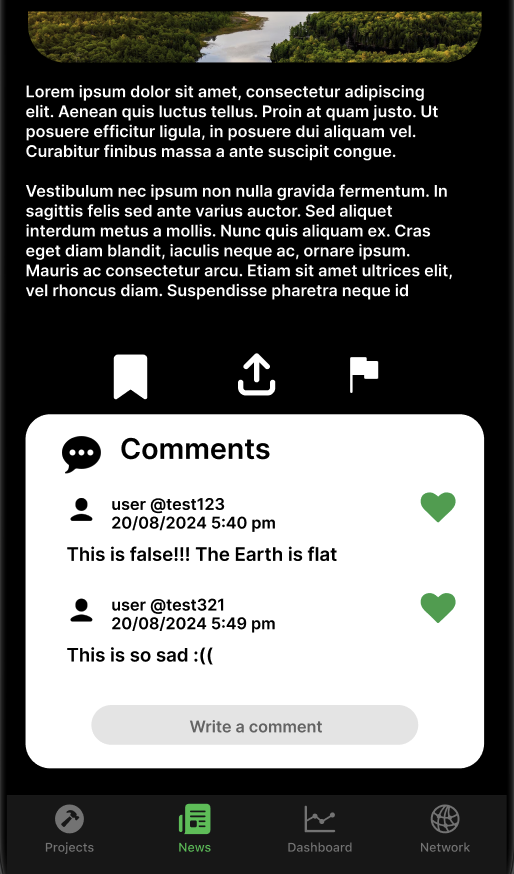 Lorem ipsum dolor sit amet, consectetur adipiscing
elit. Aenean quis luctus tellus. Proin at quam justo. Ut
posuere efficitur ligula, in posuere dui aliquam vel.
Curabitur finibus massa a ante suscipit congue.
Vestibulum nec ipsum non nulla gravida fermentum. In
sagittis felis sed ante varius auctor. Sed aliquet
interdum metus a mollis. Nunc quis aliquam ex. Cras
eget diam blandit, iaculis neque ac, ornare ipsum.
Mauris ac consectetur arcu. Etiam sit amet ultrices elit,
vel rhoncus diam. Suspendisse pharetra neque id
Comments
user @test123
20/08/2024 5:40 pm
This is false!!! The Earth is flat
user @test321
20/08/2024 5:49 pm
This is so sad :((
Write a comment
Projects
News
Dashboard
Network